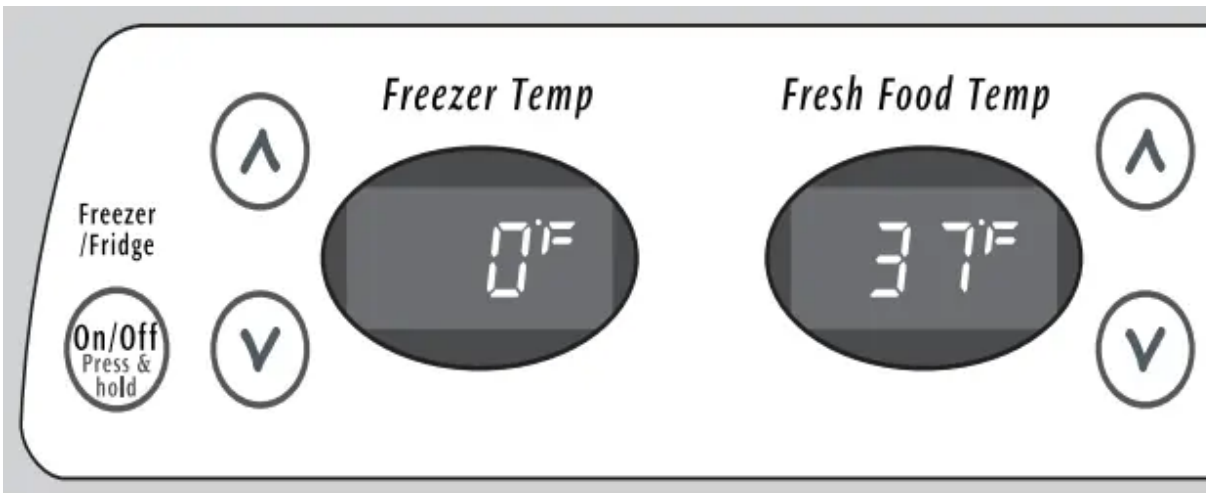 Freezer Temp
Fresh Food Temp
Freezer
/Fridge
0°F
37°F
On/Off
Press &
hold